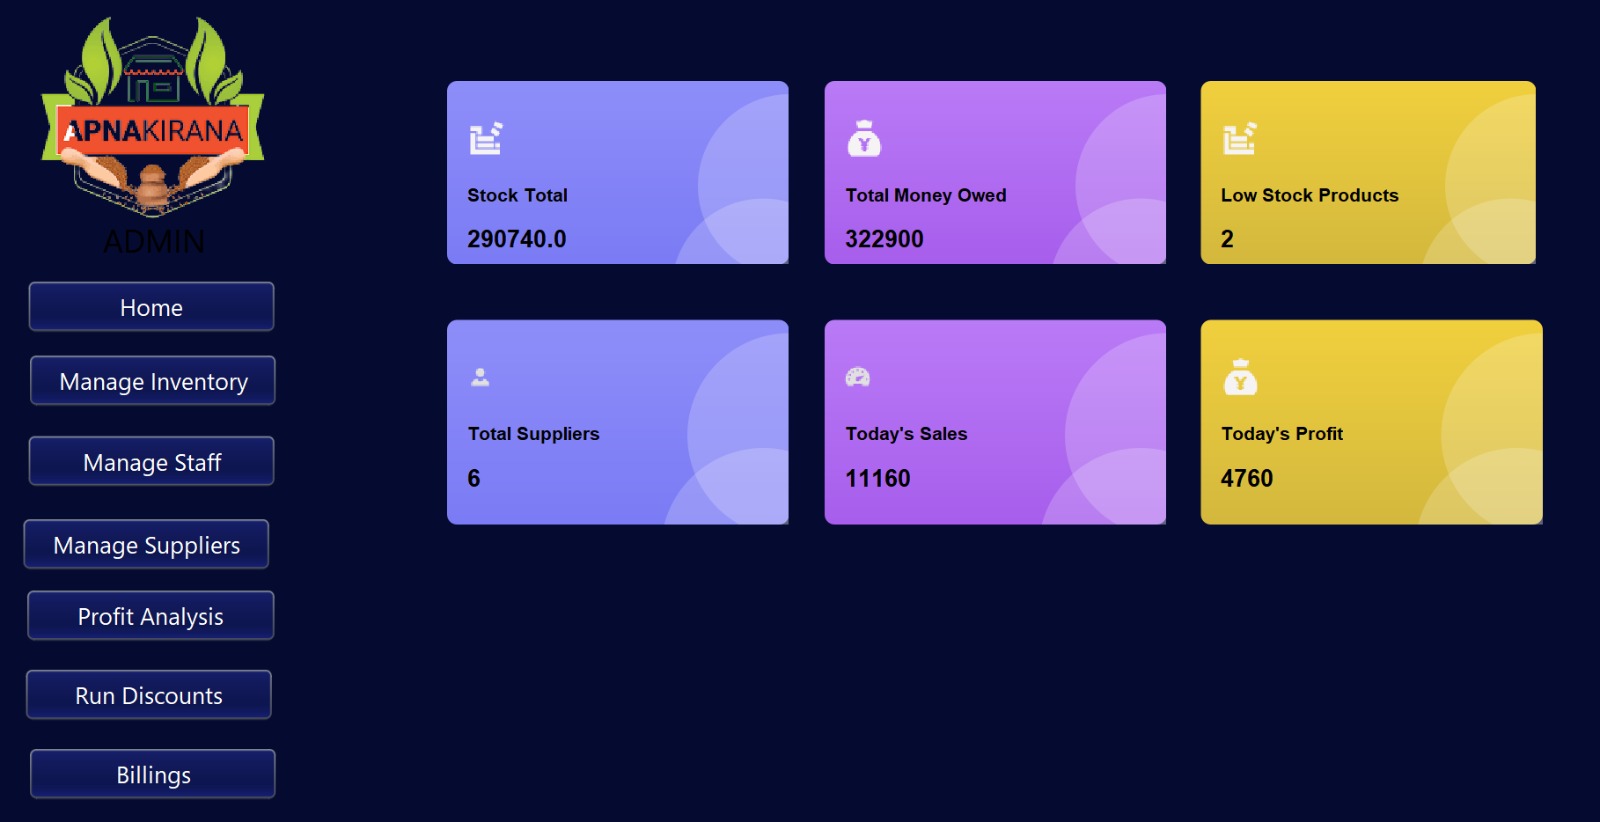 APNAKIRANA
ADMIN
Home
Manage Inventory
Manage Staff
Manage Suppliers
Profit Analysis
Run Discounts
Billings
Stock Total
290740.0
¥
Total Money Owed
322900
Low Stock Products
2
Total Suppliers
6
Today's Sales
11160
¥
Today's Profit
4760